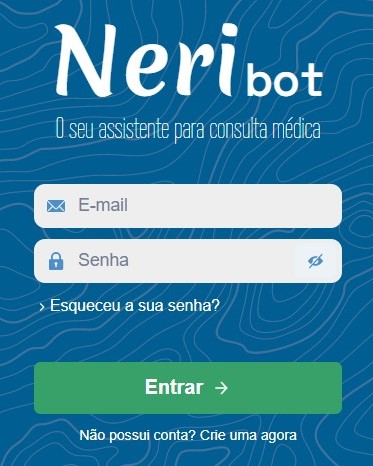 Neri bot
O seu assistente para consulta médica
E-mail
Senha
Esqueceu a sua senha?
Entrar →
Não possui conta? Crie uma agora